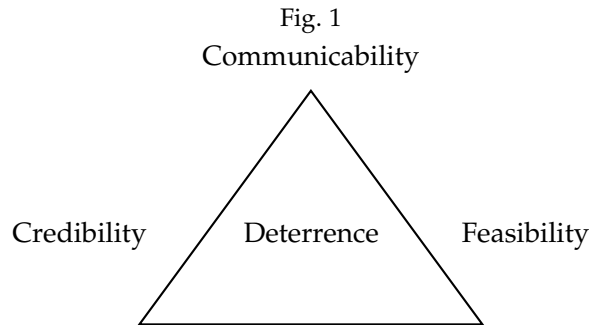 Fig. 1
Communicability
Credibility
Deterrence
Feasibility